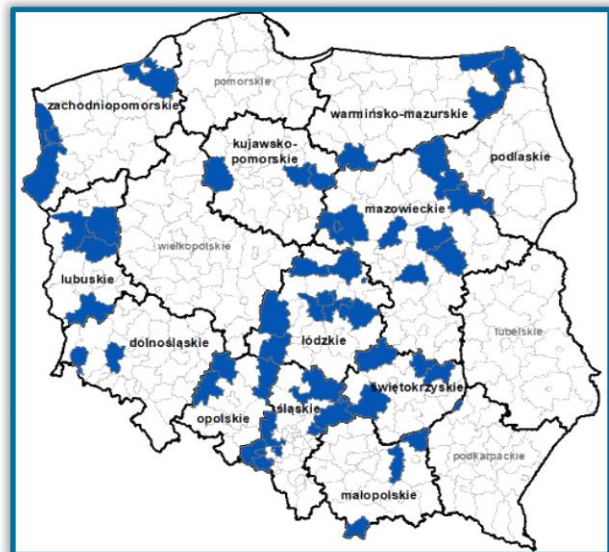 pomorskie
zachodniopomorskie
warmińsko-mazurskie
kujawsko-
pomorskie
podlaskie
mazowieckie
wielkopolskie
lubuskie
łódzkie
lubelskie
dolnośląskie
świętokrzyskie
śląskie
opolskie
podkarpackie
małopolskie